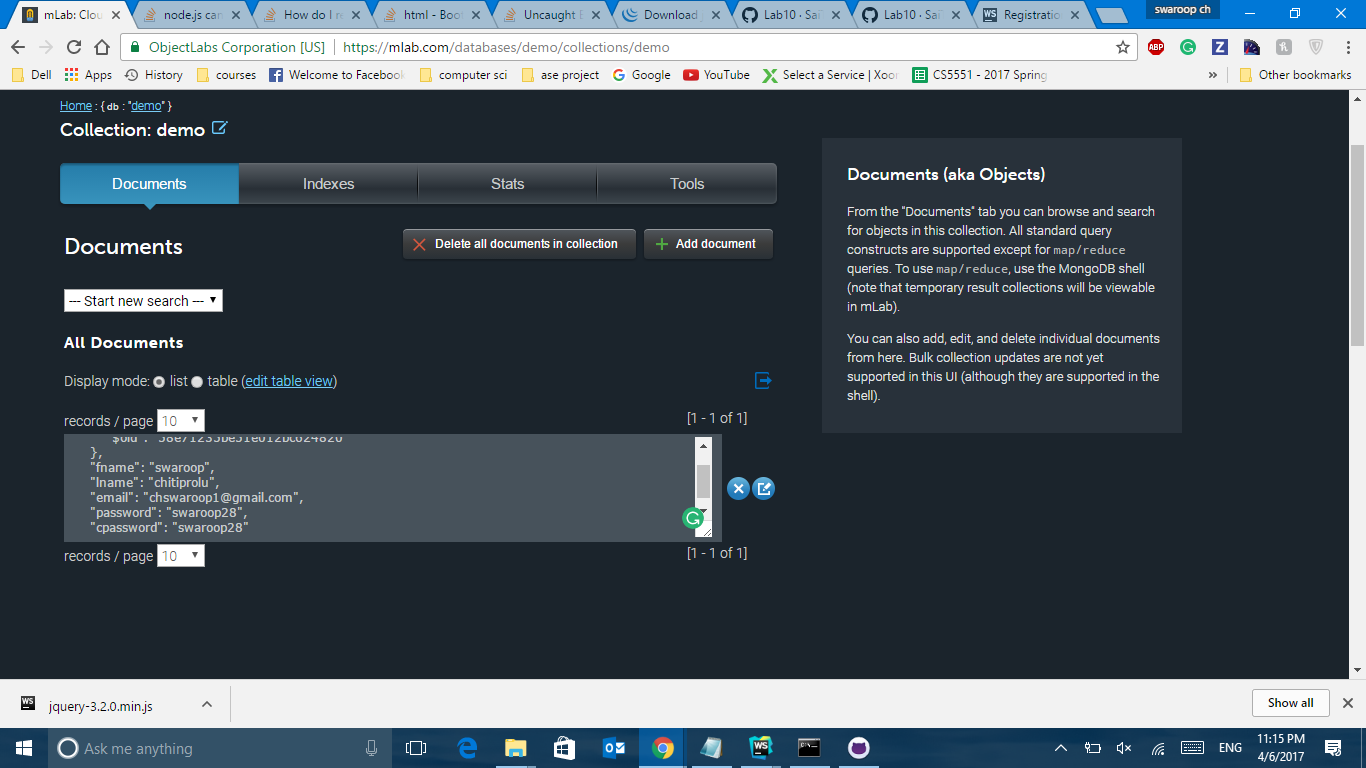 swaroop ch
mLab: Clou
node.js can
How do I re
html - Boot
Uncaught E
Download j
Lab10 · SaiT
Lab10 · SaiT
Registratio
ObjectLabs Corporation [US] | https://mlab.com/databases/demo/collections/demo
Dell Apps History courses Welcome to Facebook computer sci ase project Google YouTube Select a Service | Xoo CS5551 - 2017 Spring » Other bookmarks
Home : { db : "demo" }
Collection: demo
Documents Indexes Stats Tools
Documents
Delete all documents in collection
Add document
--- Start new search ---
All Documents
Display mode: list table (edit table view)
records / page 10
[1 - 1 of 1]
},
"fname": "swaroop",
"lname": "chitiprolu",
"email": "chswaroop1@gmail.com",
"password": "swaroop28",
"cpassword": "swaroop28"
records / page 10
[1 - 1 of 1]
Documents (aka Objects)
From the "Documents" tab you can browse and search
for objects in this collection. All standard query
constructs are supported except for map/reduce
queries. To use map/reduce, use the MongoDB shell
(note that temporary result collections will be viewable
in mLab).
You can also add, edit, and delete individual documents
from here. Bulk collection updates are not yet
supported in this UI (although they are supported in the
shell).
jquery-3.2.0.min.js
Show all
Ask me anything
ENG
11:15 PM
4/6/2017